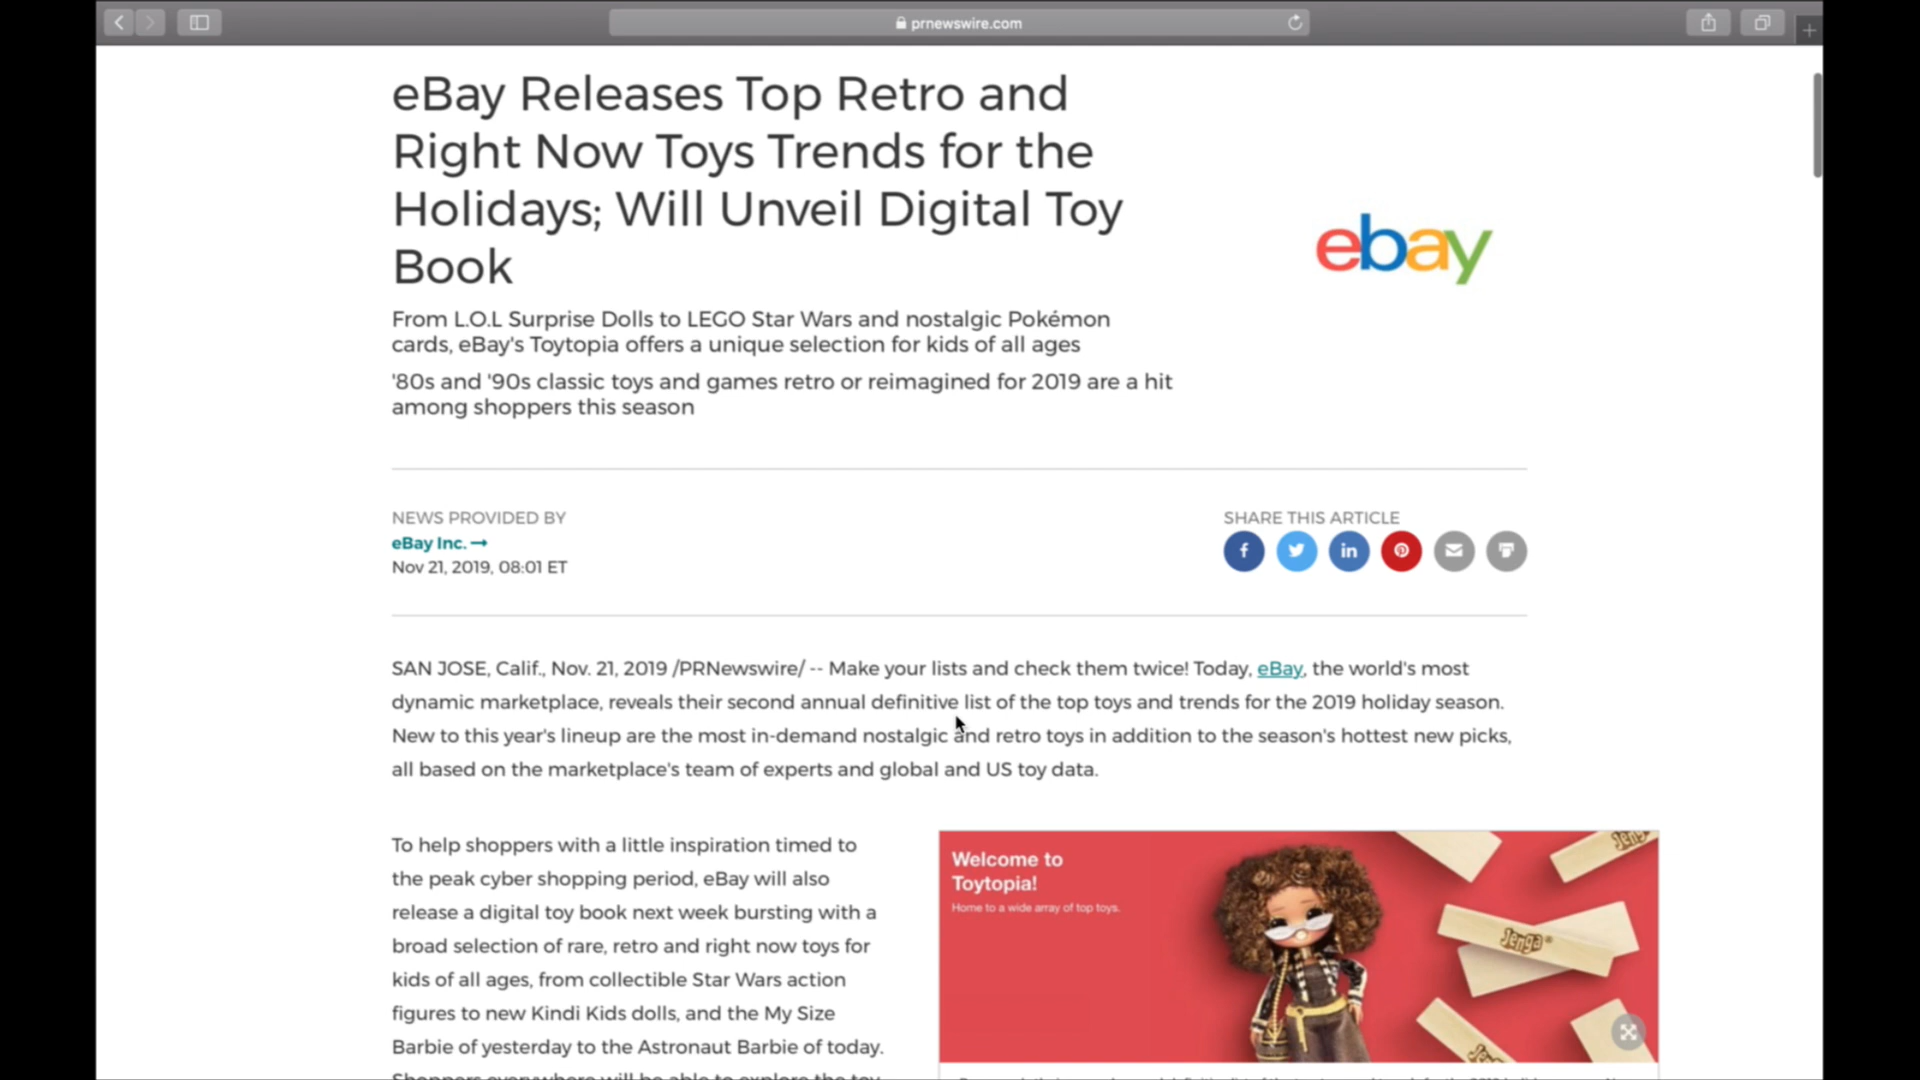 prnewswire.com
eBay Releases Top Retro and
Right Now Toys Trends for the
Holidays; Will Unveil Digital Toy
Book
ebay
From L.O.L Surprise Dolls to LEGO Star Wars and nostalgic Pokémon
cards, eBay's Toytopia offers a unique selection for kids of all ages
'80s and '90s classic toys and games retro or reimagined for 2019 are a hit
among shoppers this season
NEWS PROVIDED BY
eBay Inc. →
Nov 21, 2019, 08:01 ET
SHARE THIS ARTICLE
SAN JOSE, Calif., Nov. 21, 2019 /PRNewswire/ -- Make your lists and check them twice! Today, eBay, the world's most
dynamic marketplace, reveals their second annual definitive list of the top toys and trends for the 2019 holiday season.
New to this year's lineup are the most in-demand nostalgic and retro toys in addition to the season's hottest new picks,
all based on the marketplace's team of experts and global and US toy data.
To help shoppers with a little inspiration timed to
the peak cyber shopping period, eBay will also
release a digital toy book next week bursting with a
broad selection of rare, retro and right now toys for
kids of all ages, from collectible Star Wars action
figures to new Kindi Kids dolls, and the My Size
Barbie of yesterday to the Astronaut Barbie of today.
Shoppers everywhere will be able to explore the toy
Welcome to
Toytopia!
Home to a wide array of top toys.
Jenga
Jenga
Jenga